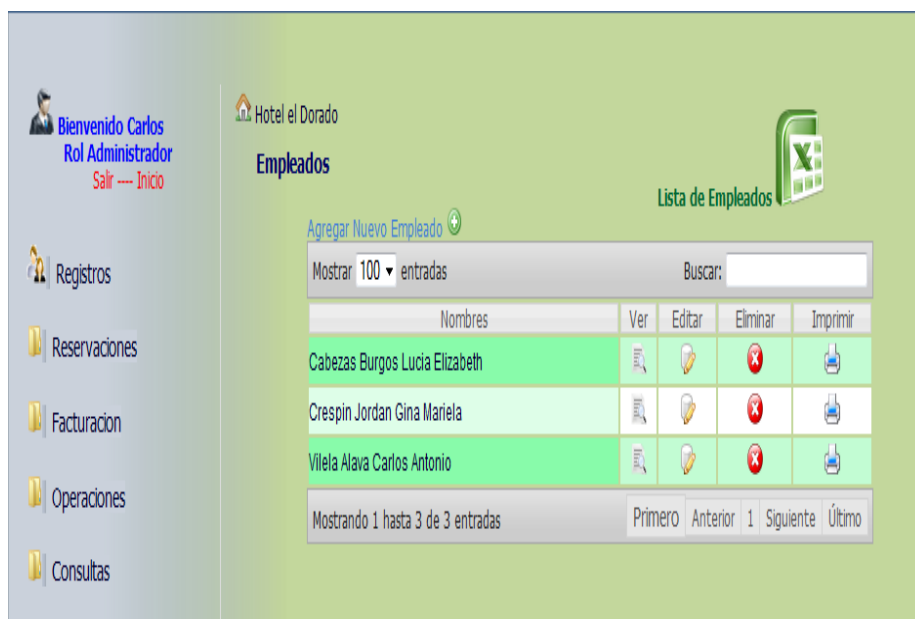 Bienvenido Carlos
Rol Administrador
Salir ---- Inicio
Registros
Reservaciones
Facturacion
Operaciones
Consultas
Hotel el Dorado
Empleados
Lista de Empleados
Agregar Nuevo Empleado
Mostrar 100 entradas Buscar:
Nombres Ver Editar Eliminar Imprimir
Cabezas Burgos Lucia Elizabeth
Crespin Jordan Gina Mariela
Vilela Alava Carlos Antonio
Mostrando 1 hasta 3 de 3 entradas Primero Anterior 1 Siguiente Último